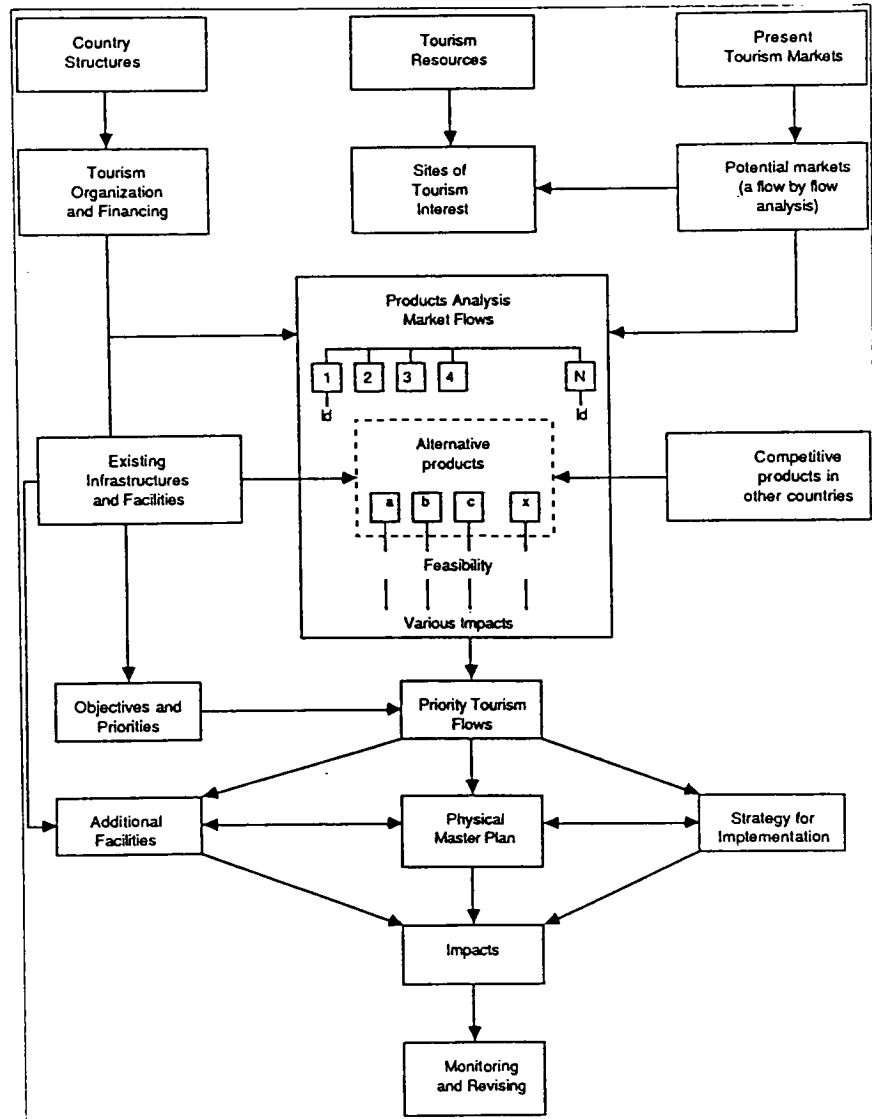 Country
Structures
Tourism
Resources
Present
Tourism Markets
Tourism
Organization
and Financing
Sites of
Tourism
Interest
Potential markets
(a flow by flow
analysis)
Products Analysis
Market Flows
1 2 3 4 N
Id Id
Existing
Infrastructures
and Facilities
Alternative
products
a b c x
Competitive
products in
other countries
Feasibility
Various Impacts
Objectives and
Priorities
Priority Tourism
Flows
Additional
Facilities
Physical
Master Plan
Strategy for
Implementation
Impacts
Monitoring
and Revising